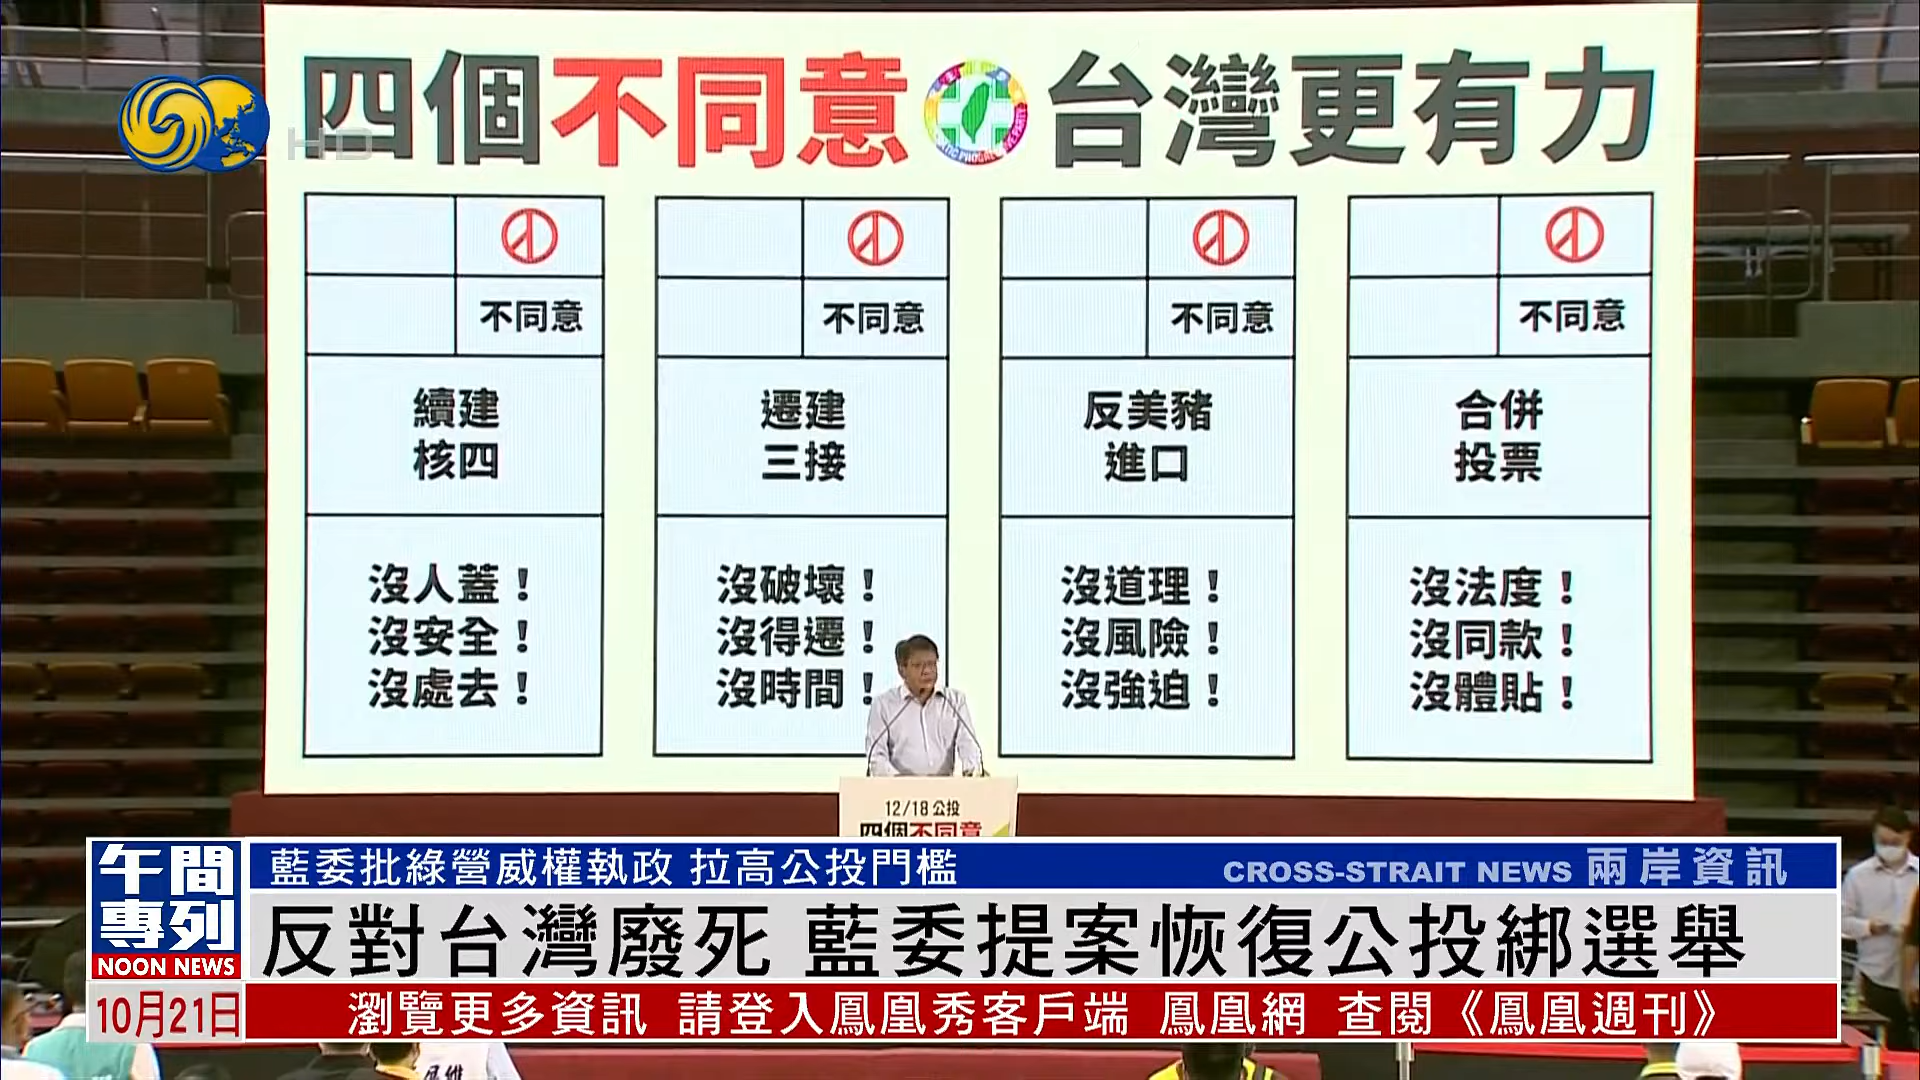 四個不同意 台灣更有力
HD
不同意
續建
核四
沒人蓋！
沒安全！
沒處去！
不同意
遷建
三接
沒破壞！
沒得遷！
沒時間！
不同意
反美豬
進口
沒道理！
沒風險！
沒強迫！
不同意
合併
投票
沒法度！
沒同款！
沒體貼！
12/18 公投
四個不同意
午間
專列
NOON NEWS
藍委批綠營威權執政 拉高公投門檻
CROSS-STRAIT NEWS 兩岸資訊
反對台灣廢死 藍委提案恢復公投綁選舉
10月21日
瀏覽更多資訊 請登入鳳凰秀客戶端 鳳凰網 查閱《鳳凰週刊》